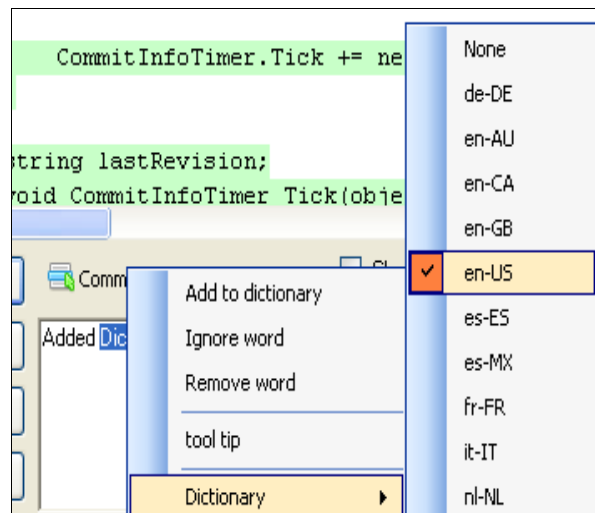 CommitInfoTimer.Tick += ne
string lastRevision;
void CommitInfoTimer_Tick(obje
Comm
Added Dic
Add to dictionary
Ignore word
Remove word
tool tip
Dictionary
None
de-DE
en-AU
en-CA
en-GB
en-US
es-ES
es-MX
fr-FR
it-IT
nl-NL